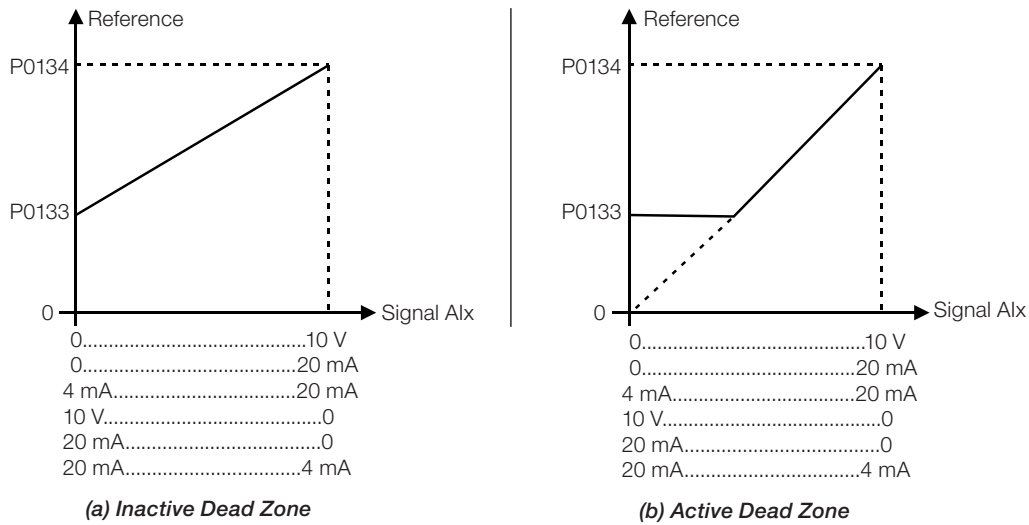 Reference
P0134
P0133
0
Signal AIx
0..........................................10 V
0........................................20 mA
4 mA.................................20 mA
10 V.......................................0
20 mA...................................0
20 mA...............................4 mA
(a) Inactive Dead Zone
Reference
P0134
P0133
0
Signal AIx
0..........................................10 V
0........................................20 mA
4 mA.................................20 mA
10 V.......................................0
20 mA...................................0
20 mA...............................4 mA
(b) Active Dead Zone